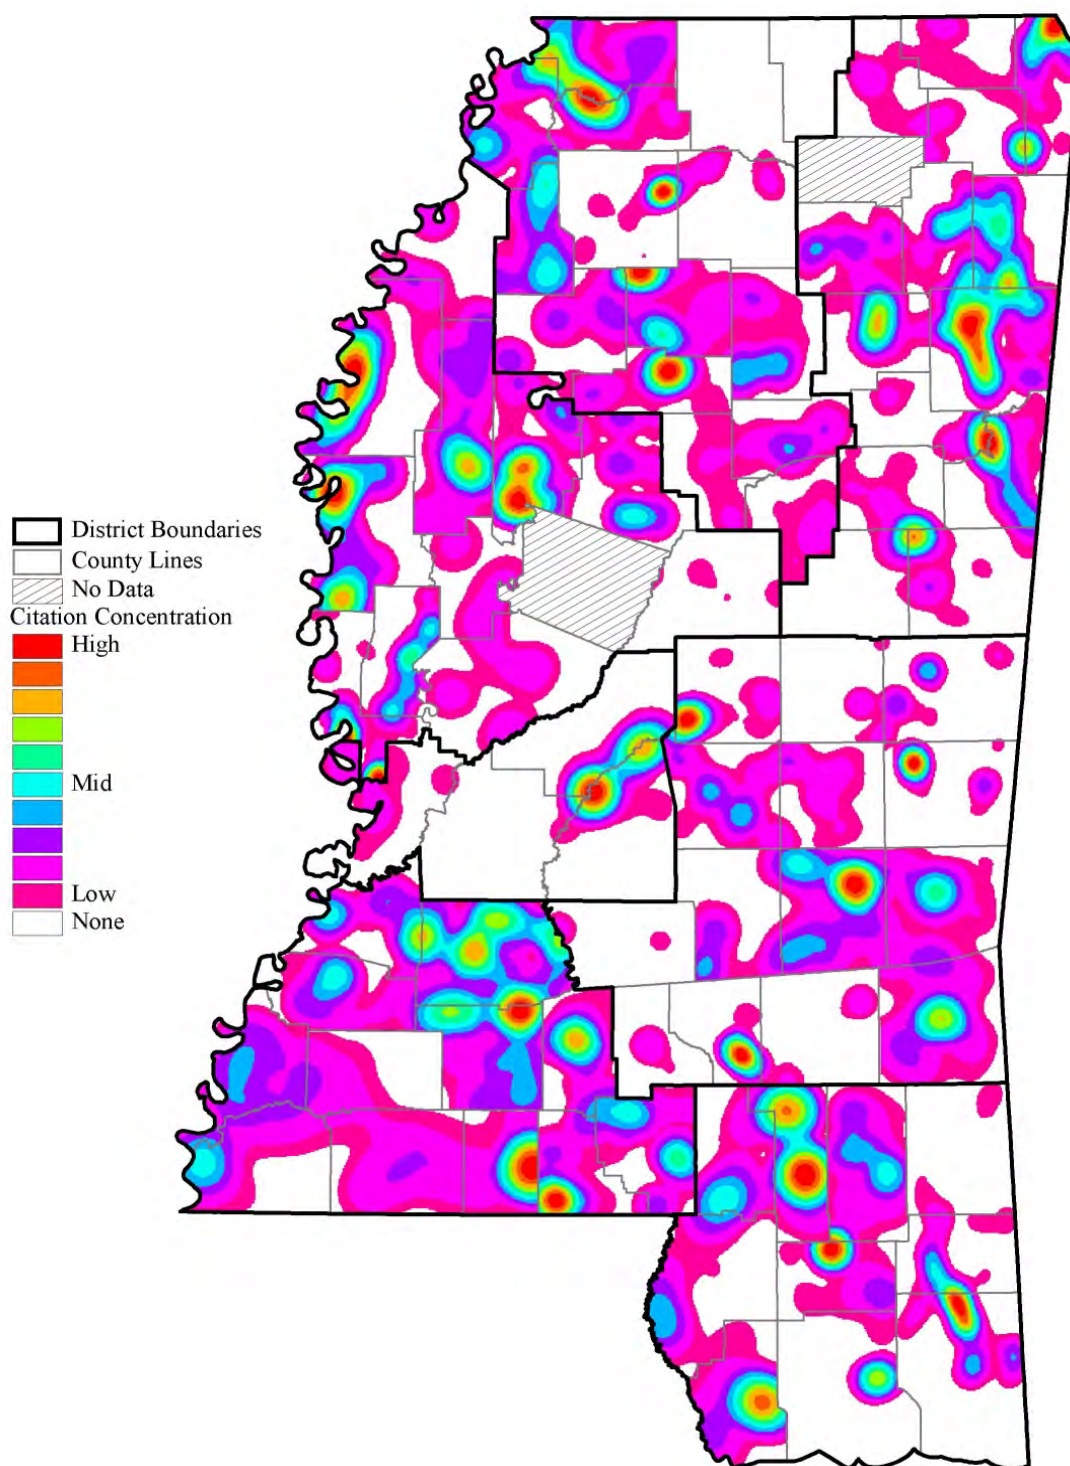 District Boundaries
County Lines
No Data
Citation Concentration
High
Mid
Low
None